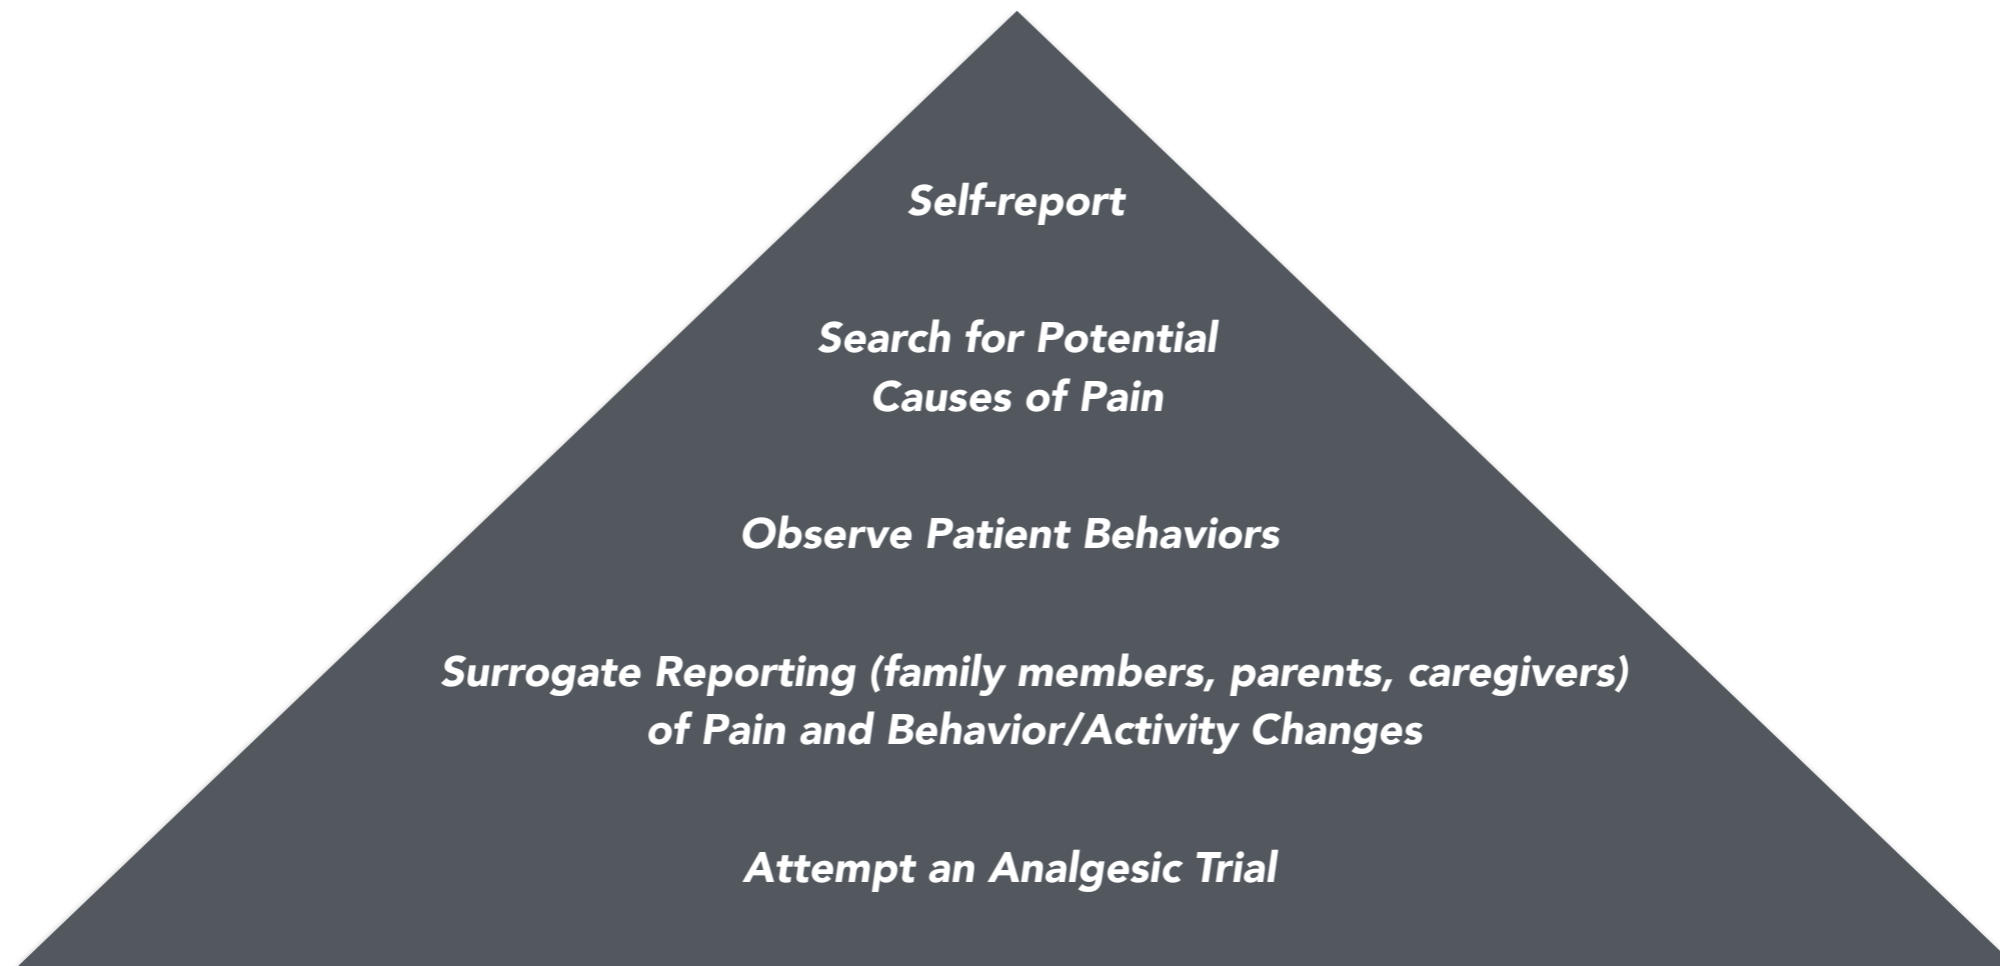 Self-report
Search for Potential
Causes of Pain
Observe Patient Behaviors
Surrogate Reporting (family members, parents, caregivers)
of Pain and Behavior/Activity Changes
Attempt an Analgesic Trial